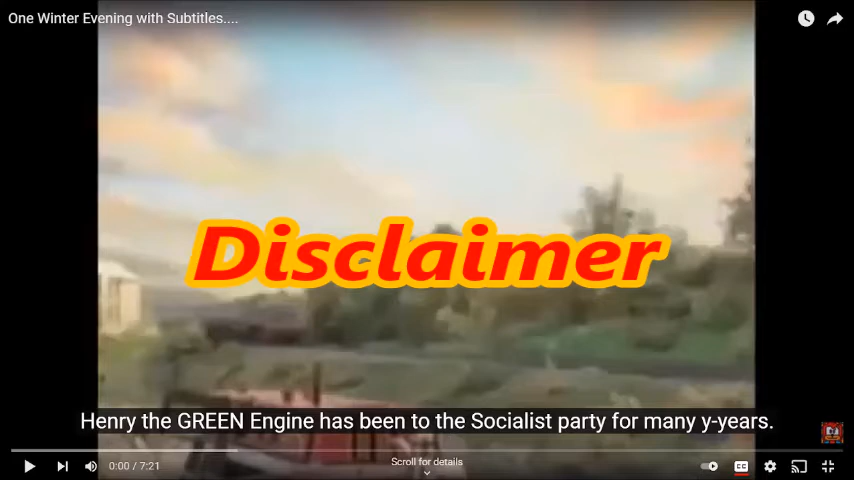 One Winter Evening with Subtitles....
Disclaimer
Henry the GREEN Engine has been to the Socialist party for many y-years.
0:00 / 7:21
Scroll for details
CC